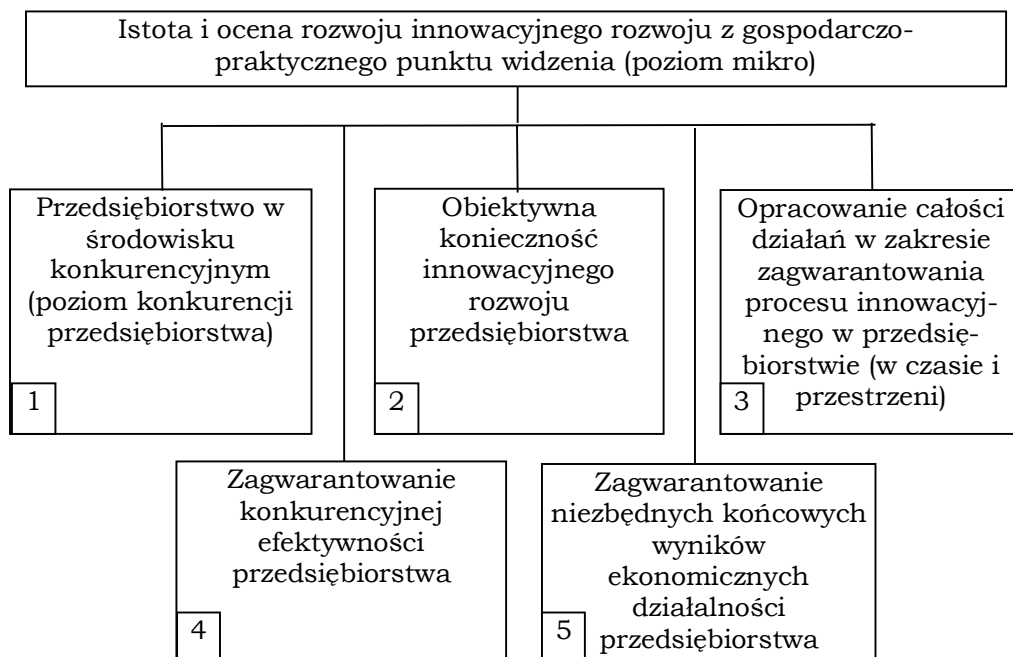 Istota i ocena rozwoju innowacyjnego rozwoju z gospodarczo-
praktycznego punktu widzenia (poziom mikro)
Przedsiębiorstwo w
środowisku
konkurencyjnym
(poziom konkurencji
przedsiębiorstwa)
1
Obiektywna
konieczność
innowacyjnego
rozwoju
przedsiębiorstwa
2
Opracowanie całości
działań w zakresie
zagwarantowania
procesu innowacyj-
nego w przedsię-
biorstwie (w czasie i
przestrzeni)
3
Zagwarantowanie
konkurencyjnej
efektywności
przedsiębiorstwa
4
Zagwarantowanie
niezbędnych końcowych
wyników
ekonomicznych
działalności
przedsiębiorstwa
5